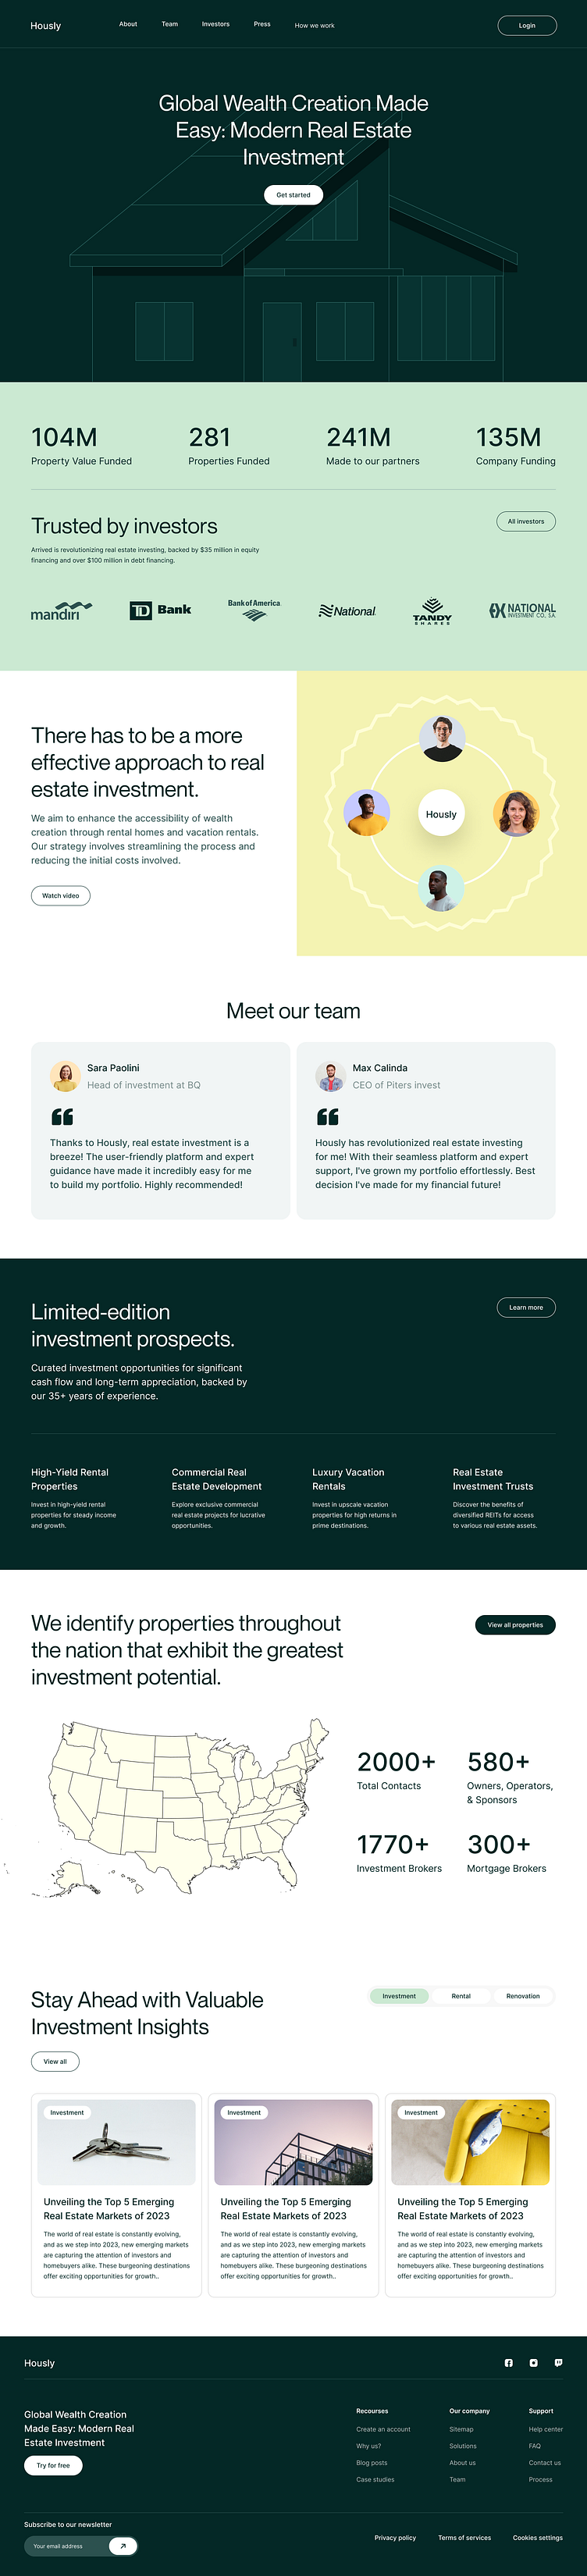 Hously
About
Team
Investors
Press
How we work
Login
Global Wealth Creation Made
Easy: Modern Real Estate
Investment
Get started
104M
Property Value Funded
281
Properties Funded
241M
Made to our partners
135M
Company Funding
Trusted by investors
All investors
Arrived is revolutionizing real estate investing, backed by $35 million in equity
financing and over $100 million in debt financing.
mandiri
TD Bank
Bank of America
National
TANDY
SHARES
NATIONAL
INVESTMENT CO., SA.
There has to be a more
effective approach to real
estate investment.
We aim to enhance the accessibility of wealth
creation through rental homes and vacation rentals.
Our strategy involves streamlining the process and
reducing the initial costs involved.
Watch video
Hously
Meet our team
Sara Paolini
Head of investment at BQ
Thanks to Hously, real estate investment is a
breeze! The user-friendly platform and expert
guidance have made it incredibly easy for me
to build my portfolio. Highly recommended!
Max Calinda
CEO of Piters invest
Hously has revolutionized real estate investing
for me! With their seamless platform and expert
support, I've grown my portfolio effortlessly. Best
decision I've made for my financial future!
Limited-edition
investment prospects.
Learn more
Curated investment opportunities for significant
cash flow and long-term appreciation, backed by
our 35+ years of experience.
High-Yield Rental
Properties
Invest in high-yield rental
properties for steady income
and growth.
Commercial Real
Estate Development
Explore exclusive commercial
real estate projects for lucrative
opportunities.
Luxury Vacation
Rentals
Invest in upscale vacation
properties for high returns in
prime destinations.
Real Estate
Investment Trusts
Discover the benefits of
diversified REITs for access
to various real estate assets.
We identify properties throughout
the nation that exhibit the greatest
investment potential.
View all properties
2000+
Total Contacts
580+
Owners, Operators,
& Sponsors
1770+
Investment Brokers
300+
Mortgage Brokers
Stay Ahead with Valuable
Investment Insights
Investment
Rental
Renovation
View all
Investment
Unveiling the Top 5 Emerging
Real Estate Markets of 2023
The world of real estate is constantly evolving,
and as we step into 2023, new emerging markets
are capturing the attention of investors and
homebuyers alike. These burgeoning destinations
offer exciting opportunities for growth..
Investment
Unveiling the Top 5 Emerging
Real Estate Markets of 2023
The world of real estate is constantly evolving,
and as we step into 2023, new emerging markets
are capturing the attention of investors and
homebuyers alike. These burgeoning destinations
offer exciting opportunities for growth..
Investment
Unveiling the Top 5 Emerging
Real Estate Markets of 2023
The world of real estate is constantly evolving,
and as we step into 2023, new emerging markets
are capturing the attention of investors and
homebuyers alike. These burgeoning destinations
offer exciting opportunities for growth..
Hously
Global Wealth Creation
Made Easy: Modern Real
Estate Investment
Try for free
Recourses
Create an account
Why us?
Blog posts
Case studies
Our company
Sitemap
Solutions
About us
Team
Support
Help center
FAQ
Contact us
Process
Subscribe to our newsletter
Your email address
Privacy policy
Terms of services
Cookies settings